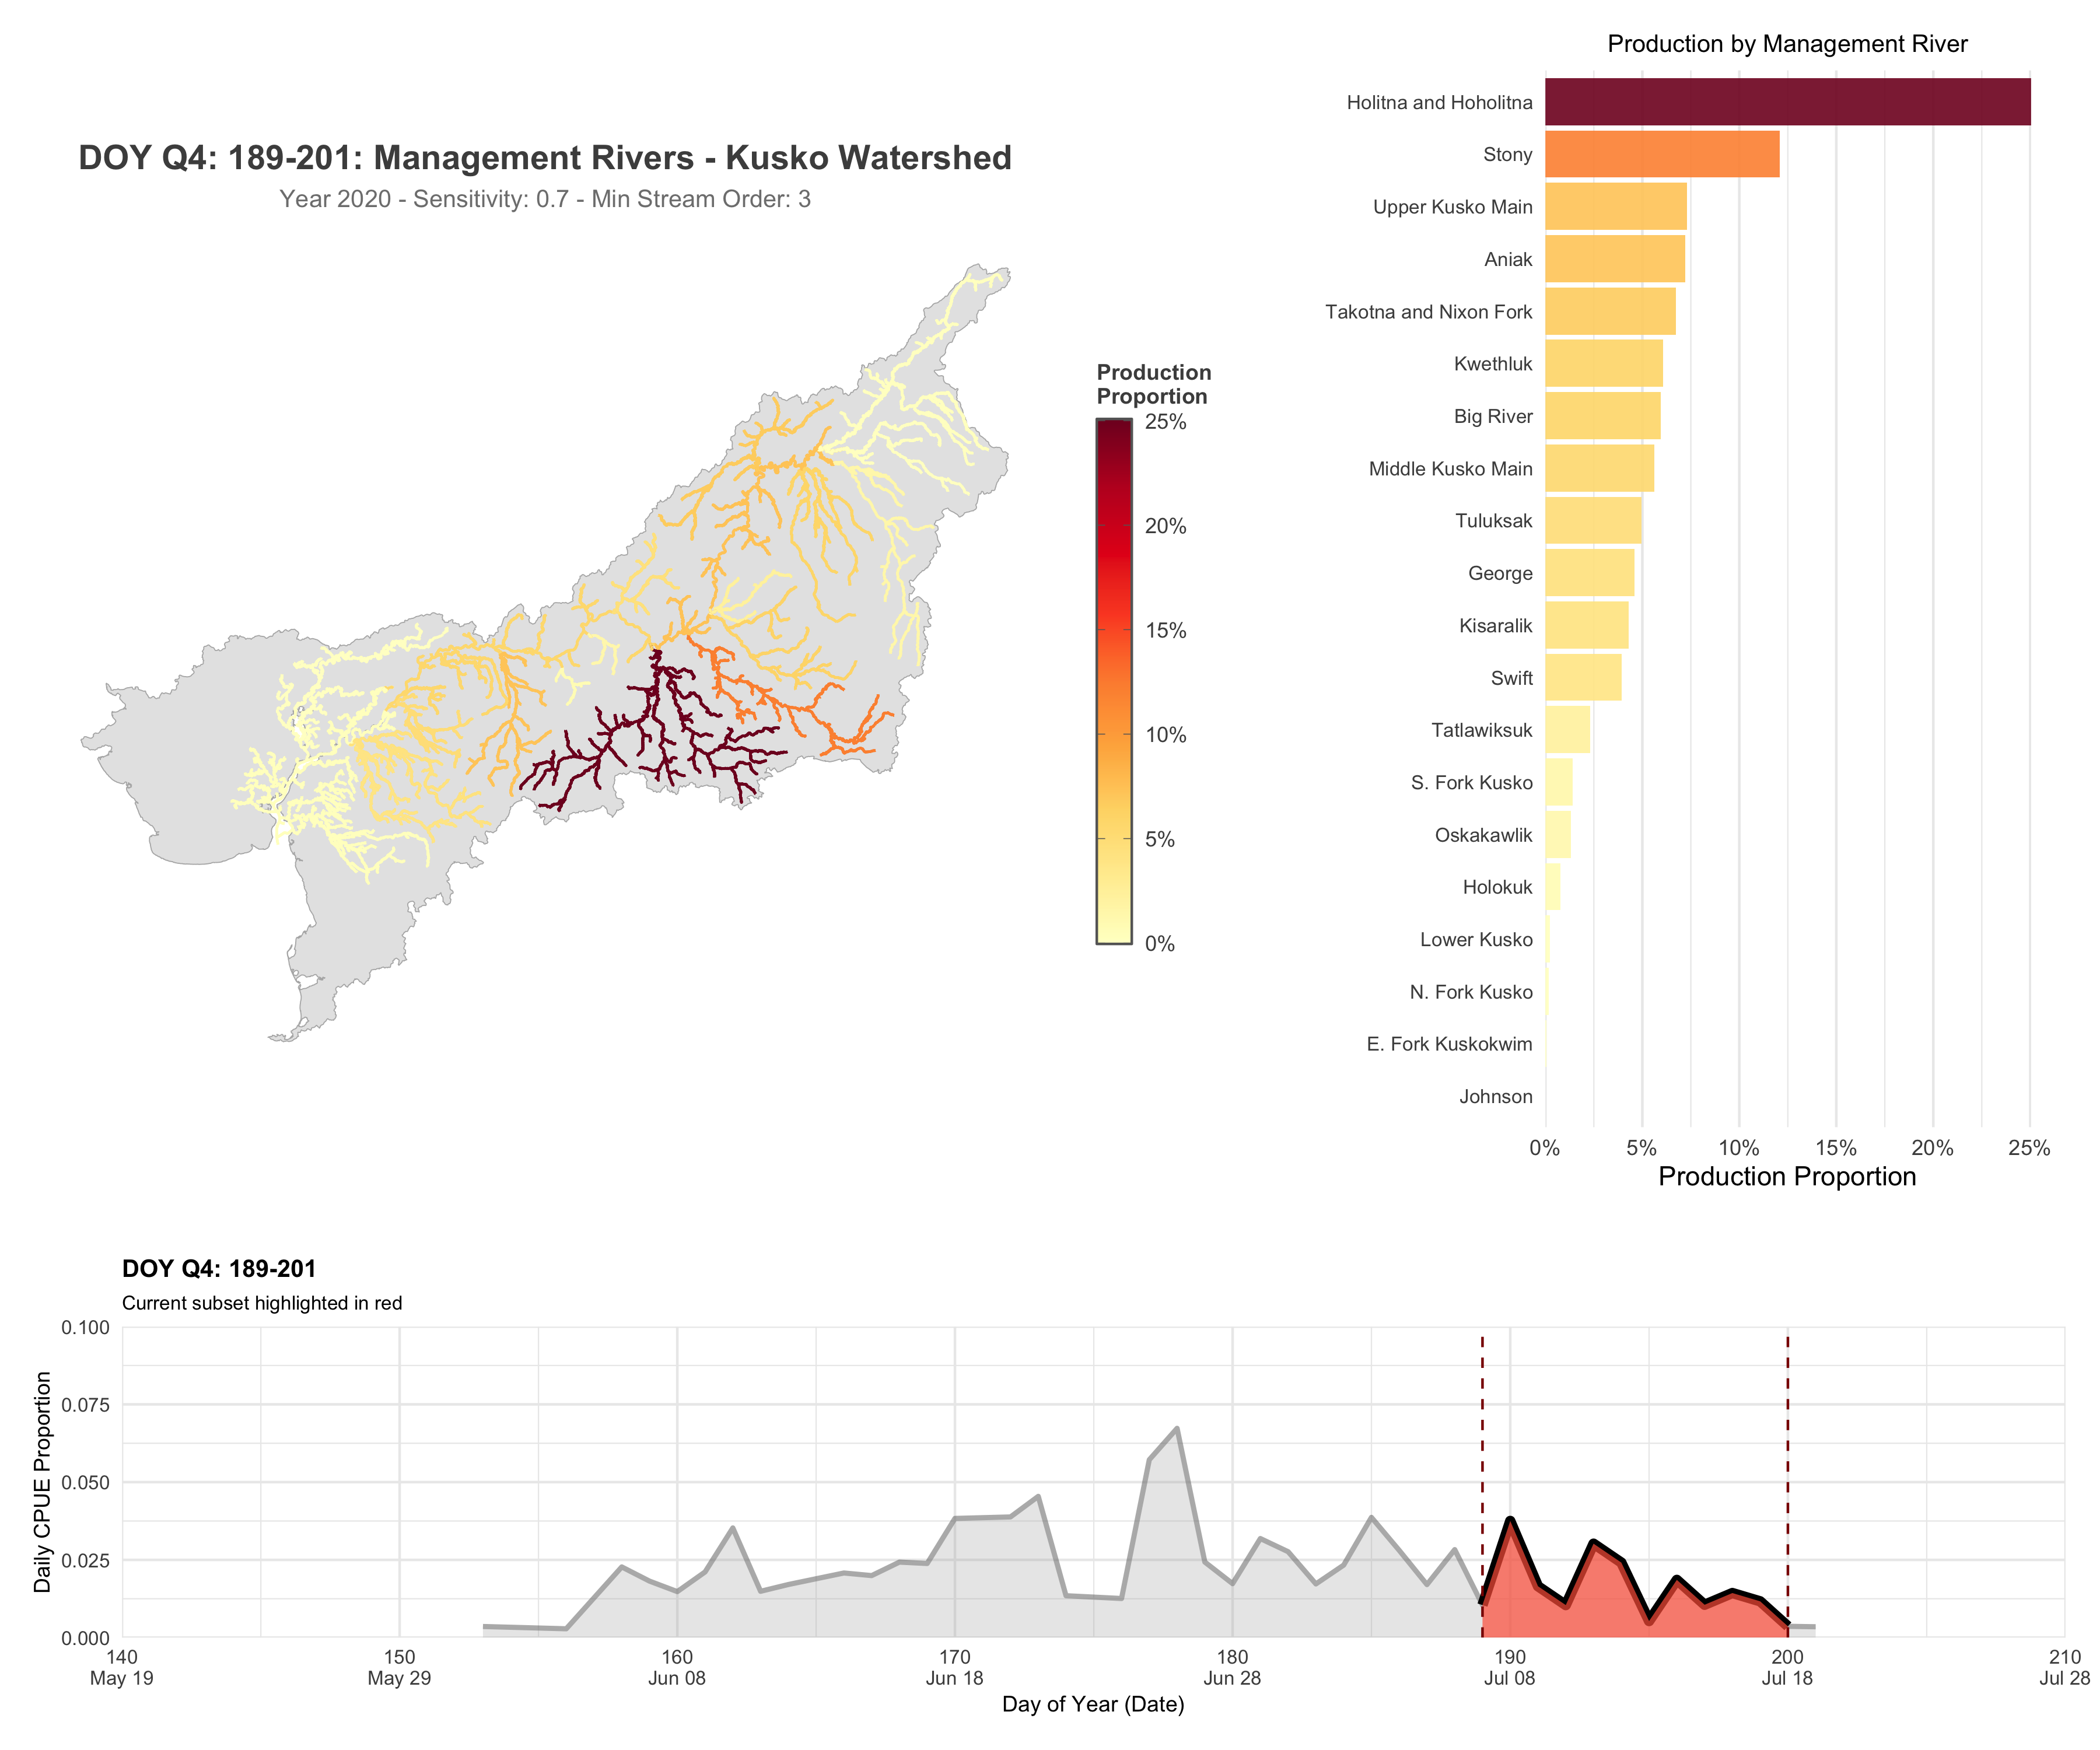 DOY Q4: 189-201: Management Rivers - Kusko Watershed
Year 2020 - Sensitivity: 0.7 - Min Stream Order: 3
Production
Proportion
25%
20%
15%
10%
5%
0%
Production by Management River
Holitna and Hoholitna
Stony
Upper Kusko Main
Aniak
Takotna and Nixon Fork
Kwethluk
Big River
Middle Kusko Main
Tuluksak
George
Kisaralik
Swift
Tatlawiksuk
S. Fork Kusko
Oskakawlik
Holokuk
Lower Kusko
N. Fork Kusko
E. Fork Kuskokwim
Johnson
0% 5% 10% 15% 20% 25%
Production Proportion
DOY Q4: 189-201
Current subset highlighted in red
Daily CPUE Proportion
0.100
0.075
0.050
0.025
0.000
140 150 160 170 180 190 200 210
May 19 May 29 Jun 08 Jun 18 Jun 28 Jul 08 Jul 18 Jul 28
Day of Year (Date)